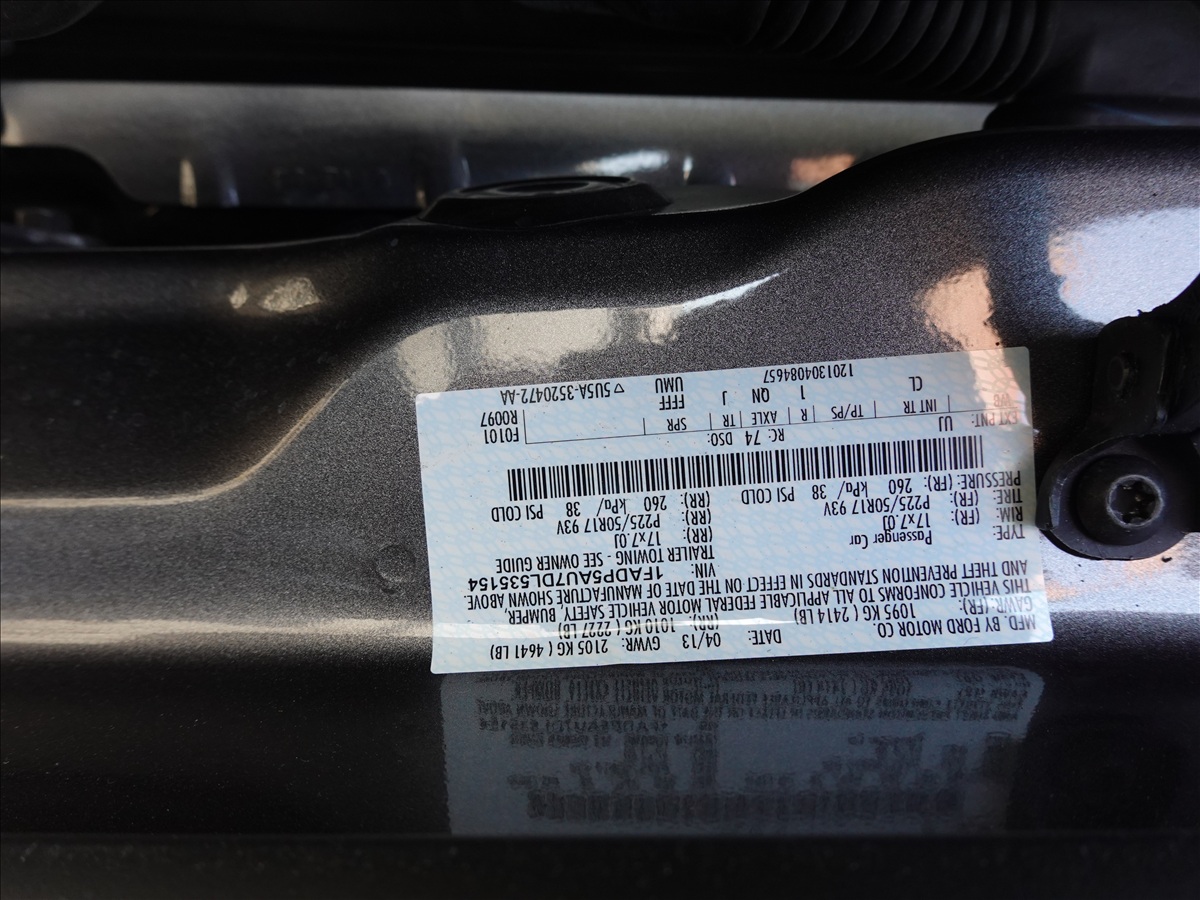 MFD. BY FORD MOTOR CO.
DATE: 04/13 GVWR: 2105 KG ( 4641 LB)
GAWR:(FR) 1095 KG ( 2414 LB) (RR) 1010 KG ( 2227 LB)
THIS VEHICLE CONFORMS TO ALL APPLICABLE FEDERAL MOTOR VEHICLE SAFETY, BUMPER,
AND THEFT PREVENTION STANDARDS IN EFFECT ON THE DATE OF MANUFACTURE SHOWN ABOVE.
VIN: 1FADP5AU7DL535154
TYPE: Passenger Car TRAILER TOWING - SEE OWNER GUIDE
RIM: (FR): 17x7.0J (RR): 17x7.0J
TIRE: (FR): P225/50R17 93V (RR): P225/50R17 93V
PRESSURE: (FR): 260 kPa/ 38 PSI COLD (RR): 260 kPa/ 38 PSI COLD
EXT PNT: UJ RC: 74 DSO: F0101
WB INT TR TP/PS R AXLE TR SPR R0097
CL 1 QN J FFFF
120130408​4657 UMU ▽ 5U5A-3520472-AA